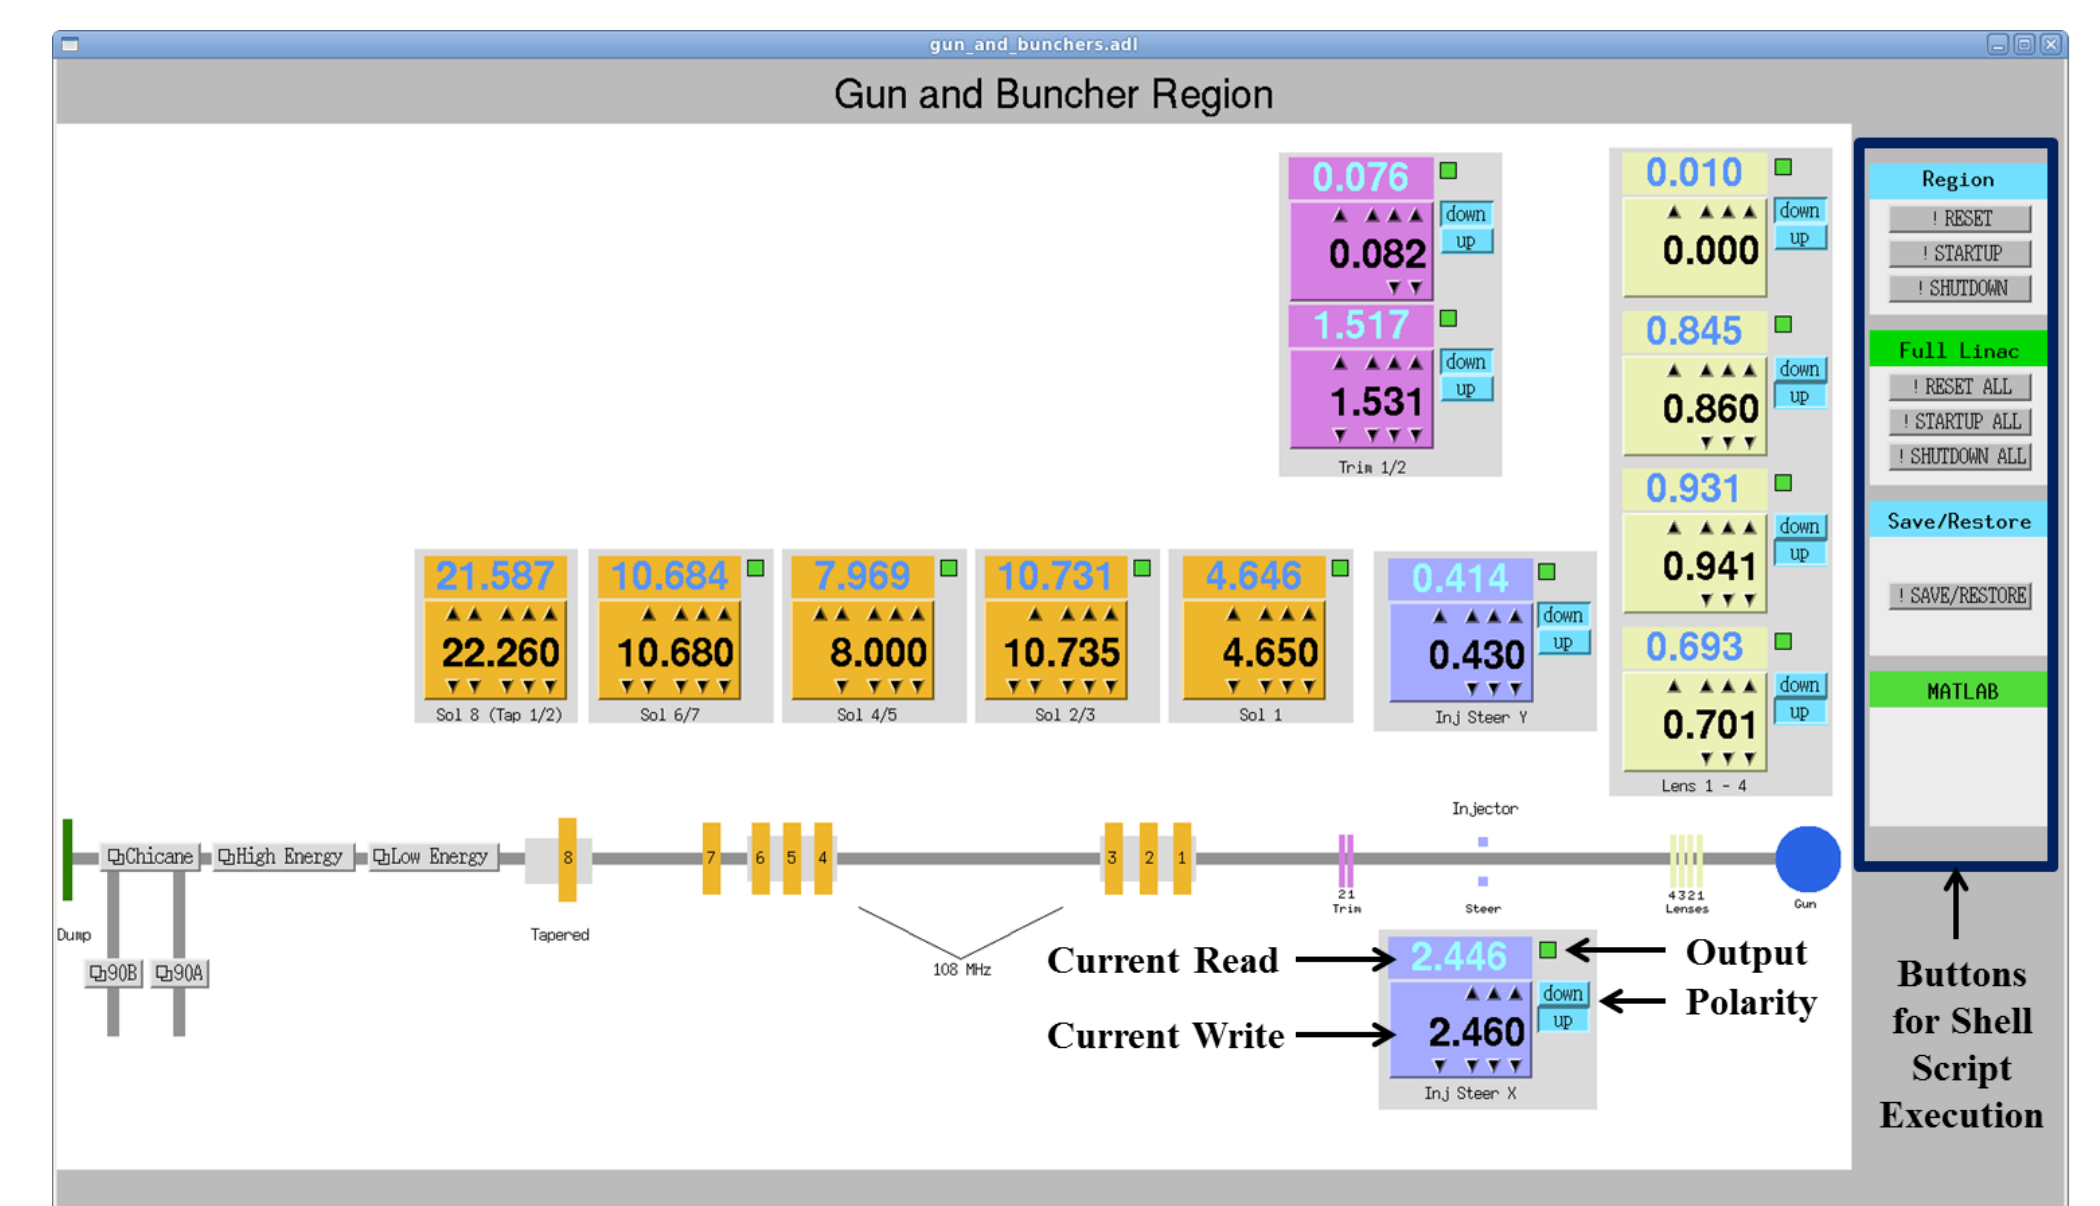 gun_and_bunchers.adl
Gun and Buncher Region
0.076
down
up
0.082
1.517
down
up
1.531
Trim 1/2
0.010
down
up
0.000
0.845
down
up
0.860
0.931
down
up
0.941
0.693
down
up
0.701
Lens 1 - 4
Region
! RESET
! STARTUP
! SHUTDOWN
Full Linac
! RESET ALL
! STARTUP ALL
! SHUTDOWN ALL
Save/Restore
! SAVE/RESTORE
MATLAB
21.587
22.260
Sol 8 (Tap 1/2)
10.684
10.680
Sol 6/7
7.969
8.000
Sol 4/5
10.731
10.735
Sol 2/3
4.646
4.650
Sol 1
0.414
down
up
0.430
Inj Steer Y
Injector
Chicane
High Energy
Low Energy
8
7
6
5
4
3
2
1
21
Trim
Steer
4321
Lenses
Gun
Dump
Tapered
90B
90A
108 MHz
Current Read
2.446
Output
down
up
Polarity
Current Write
2.460
Inj Steer X
Buttons
for Shell
Script
Execution